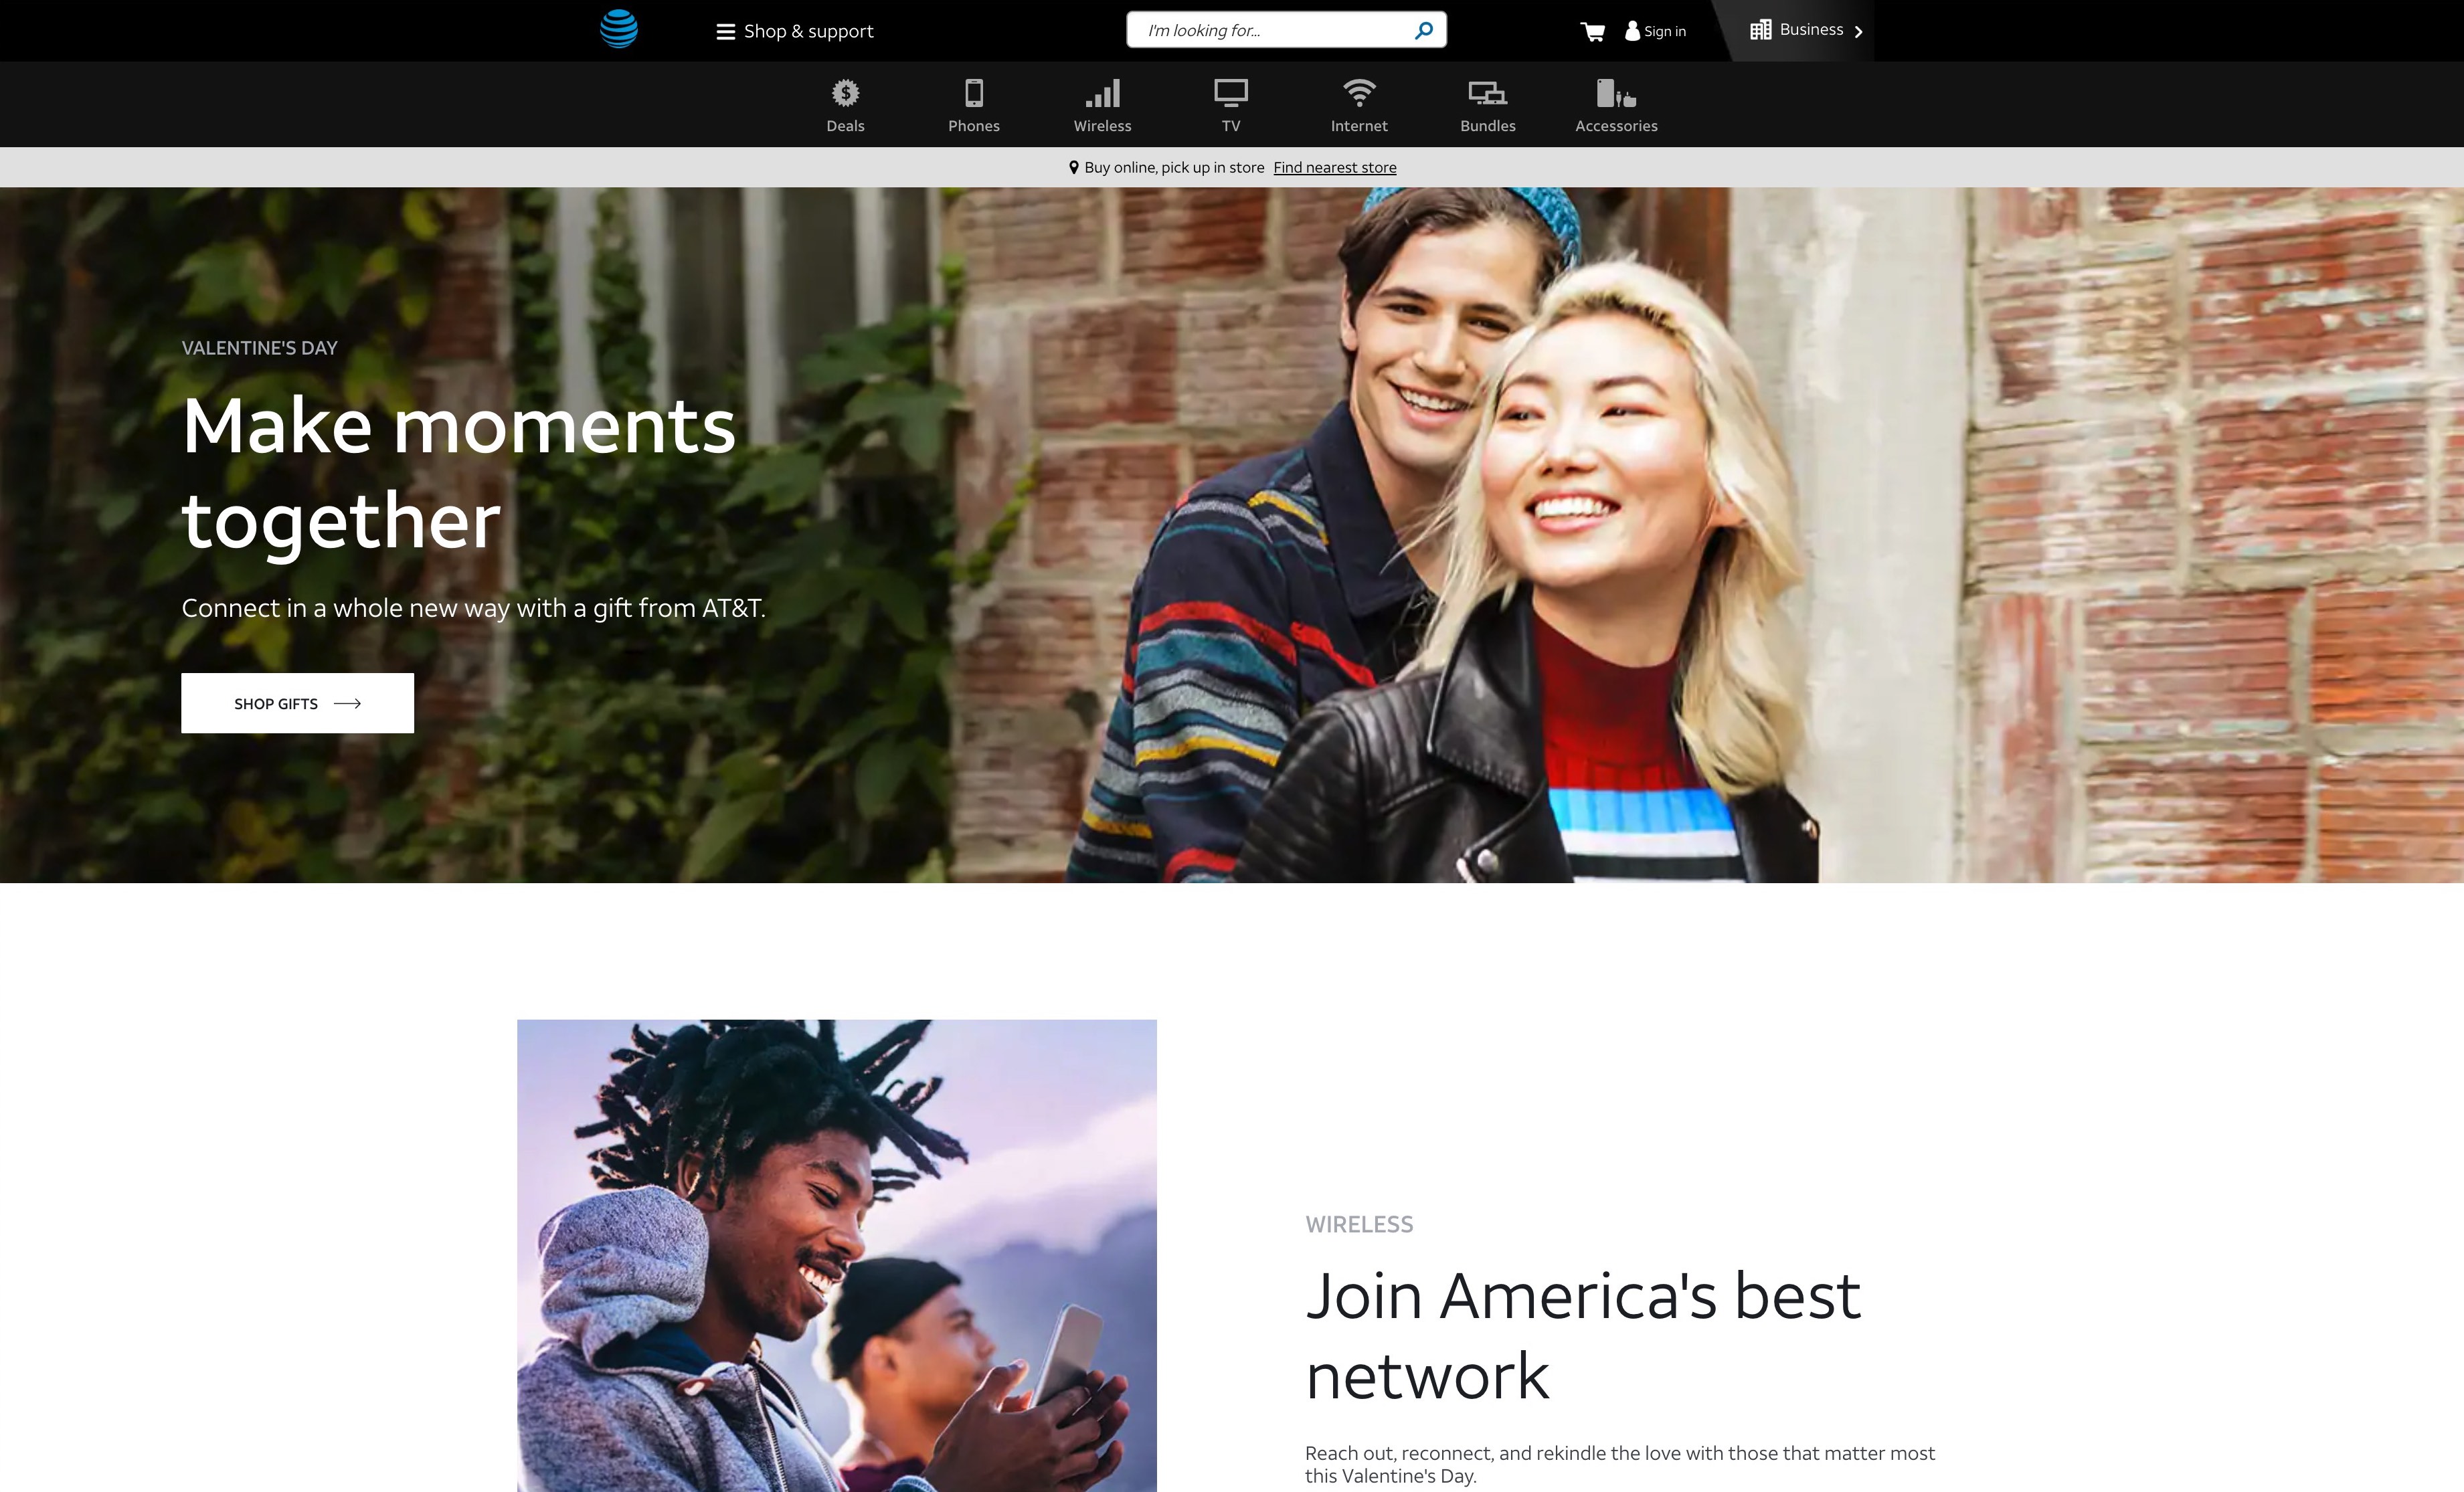 Shop & support
I'm looking for...
Sign in
Business
Deals
Phones
Wireless
TV
Internet
Bundles
Accessories
Buy online, pick up in store Find nearest store
VALENTINE'S DAY
Make moments
together
Connect in a whole new way with a gift from AT&T.
SHOP GIFTS
WIRELESS
Join America's best
network
Reach out, reconnect, and rekindle the love with those that matter most
this Valentine's Day.